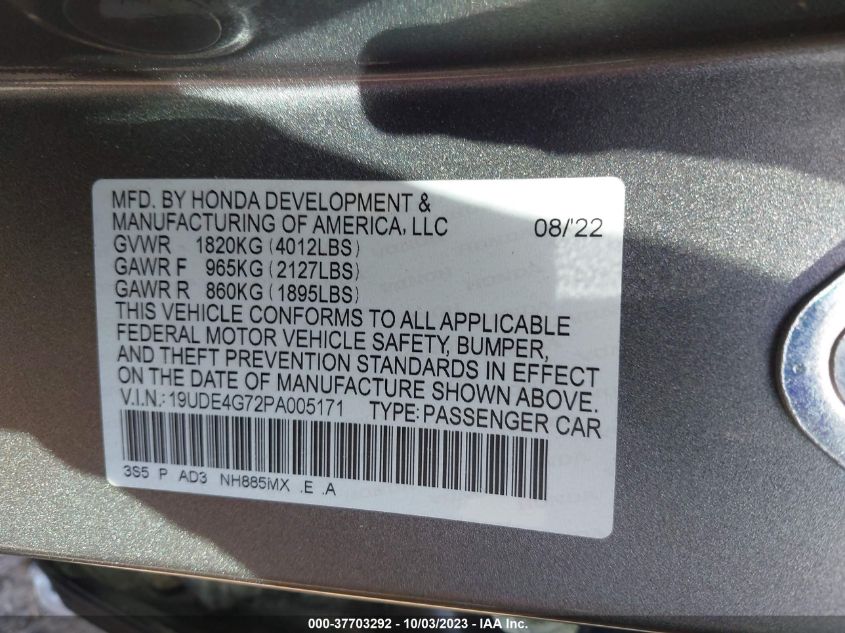 MFD. BY HONDA DEVELOPMENT &
MANUFACTURING OF AMERICA, LLC 08/'22
GVWR 1820KG (4012LBS)
GAWR F 965KG (2127LBS)
GAWR R 860KG (1895LBS)
THIS VEHICLE CONFORMS TO ALL APPLICABLE
FEDERAL MOTOR VEHICLE SAFETY, BUMPER,
AND THEFT PREVENTION STANDARDS IN EFFECT
ON THE DATE OF MANUFACTURE SHOWN ABOVE.
V.I.N.: 19UDE4G72PA005171 TYPE: PASSENGER CAR
3S5 P AD3 NH885MX .E .A
000-37703292 - 10/03/2023 - IAA Inc.